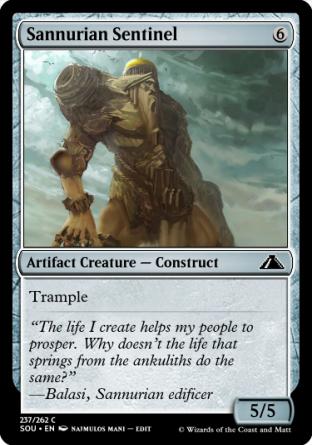 Sannurian Sentinel 6
Artifact Creature — Construct
Trample
“The life I create helps my people to
prosper. Why doesn't the life that
springs from the ankuliths do the
same?”
—Balasi, Sannurian edificer
5/5
237/262 C
SOU • EN NAJMULOS MANI — EDIT
© Wizards of the Coast and Matt